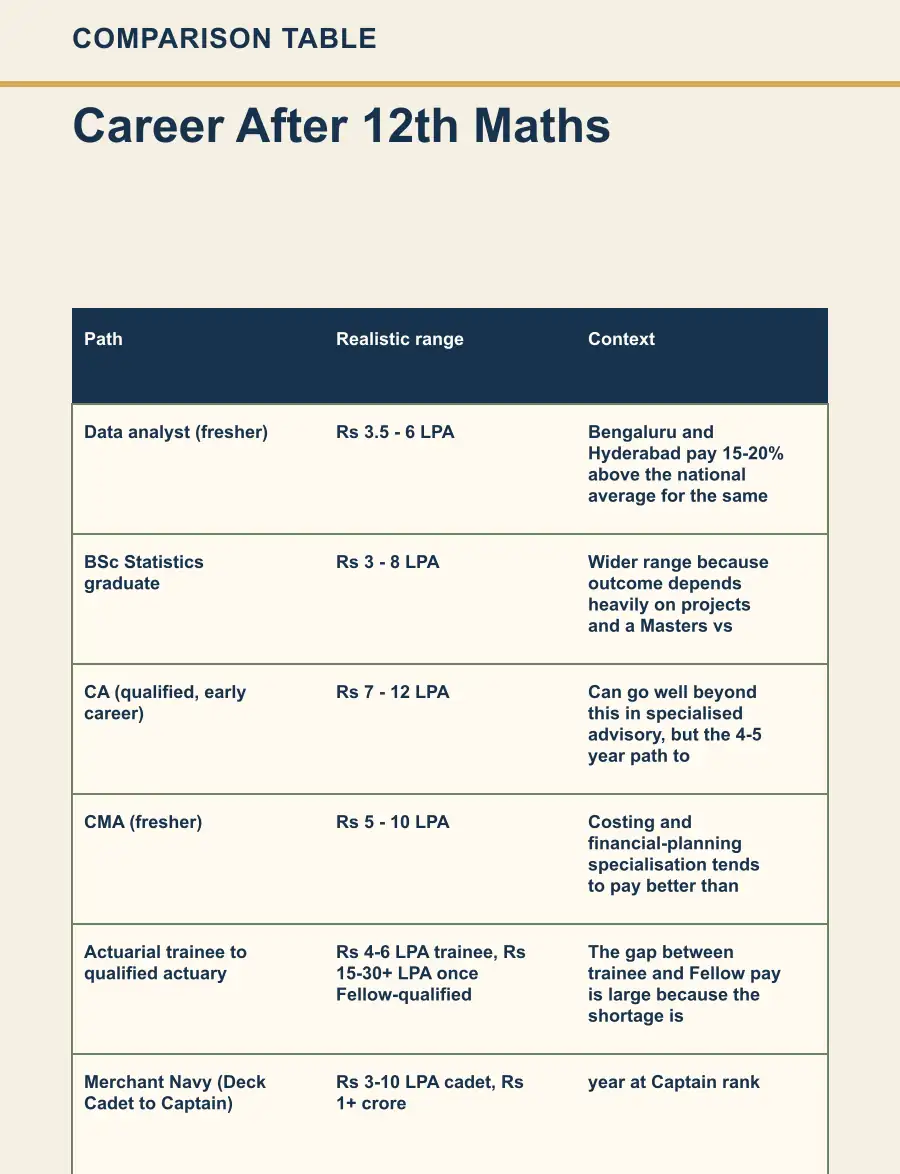 COMPARISON TABLE
Career After 12th Maths
Path
Realistic range
Context
Data analyst (fresher)
Rs 3.5 - 6 LPA
Bengaluru and
Hyderabad pay 15-20%
above the national
average for the same
BSc Statistics
graduate
Rs 3 - 8 LPA
Wider range because
outcome depends
heavily on projects
and a Masters vs
CA (qualified, early
career)
Rs 7 - 12 LPA
Can go well beyond
this in specialised
advisory, but the 4-5
year path to
CMA (fresher)
Rs 5 - 10 LPA
Costing and
financial-planning
specialisation tends
to pay better than
Actuarial trainee to
qualified actuary
Rs 4-6 LPA trainee, Rs
15-30+ LPA once
Fellow-qualified
The gap between
trainee and Fellow pay
is large because the
shortage is
Merchant Navy (Deck
Cadet to Captain)
Rs 3-10 LPA cadet, Rs
1+ crore
year at Captain rank